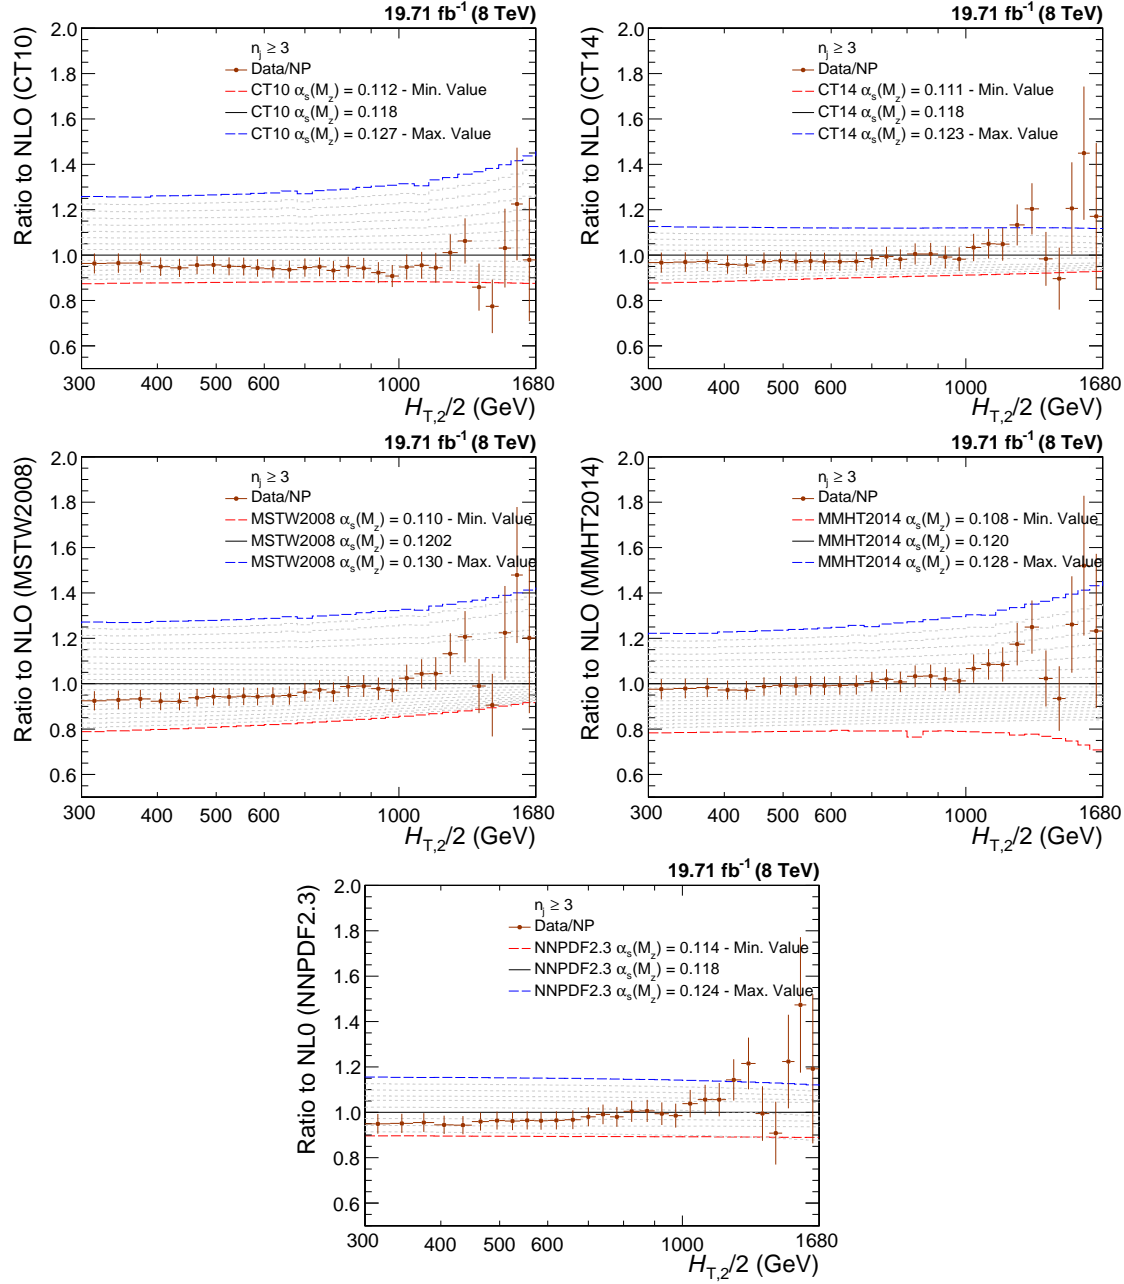 19.71 fb⁻¹ (8 TeV)
Ratio to NLO (CT10)
2.0
1.8
1.6
1.4
1.2
1.0
0.8
0.6
n_j ≥ 3
Data/NP
CT10 α_s(M_z) = 0.112 - Min. Value
CT10 α_s(M_z) = 0.118
CT10 α_s(M_z) = 0.127 - Max. Value
300 400 500 600 1000 1680
H_T,2/2 (GeV)
19.71 fb⁻¹ (8 TeV)
Ratio to NLO (CT14)
2.0
1.8
1.6
1.4
1.2
1.0
0.8
0.6
n_j ≥ 3
Data/NP
CT14 α_s(M_z) = 0.111 - Min. Value
CT14 α_s(M_z) = 0.118
CT14 α_s(M_z) = 0.123 - Max. Value
300 400 500 600 1000 1680
H_T,2/2 (GeV)
19.71 fb⁻¹ (8 TeV)
Ratio to NLO (MSTW2008)
2.0
1.8
1.6
1.4
1.2
1.0
0.8
0.6
n_j ≥ 3
Data/NP
MSTW2008 α_s(M_z) = 0.110 - Min. Value
MSTW2008 α_s(M_z) = 0.1202
MSTW2008 α_s(M_z) = 0.130 - Max. Value
300 400 500 600 1000 1680
H_T,2/2 (GeV)
19.71 fb⁻¹ (8 TeV)
Ratio to NLO (MMHT2014)
2.0
1.8
1.6
1.4
1.2
1.0
0.8
0.6
n_j ≥ 3
Data/NP
MMHT2014 α_s(M_z) = 0.108 - Min. Value
MMHT2014 α_s(M_z) = 0.120
MMHT2014 α_s(M_z) = 0.128 - Max. Value
300 400 500 600 1000 1680
H_T,2/2 (GeV)
19.71 fb⁻¹ (8 TeV)
Ratio to NL0 (NNPDF2.3)
2.0
1.8
1.6
1.4
1.2
1.0
0.8
0.6
n_j ≥ 3
Data/NP
NNPDF2.3 α_s(M_z) = 0.114 - Min. Value
NNPDF2.3 α_s(M_z) = 0.118
NNPDF2.3 α_s(M_z) = 0.124 - Max. Value
300 400 500 600 1000 1680
H_T,2/2 (GeV)